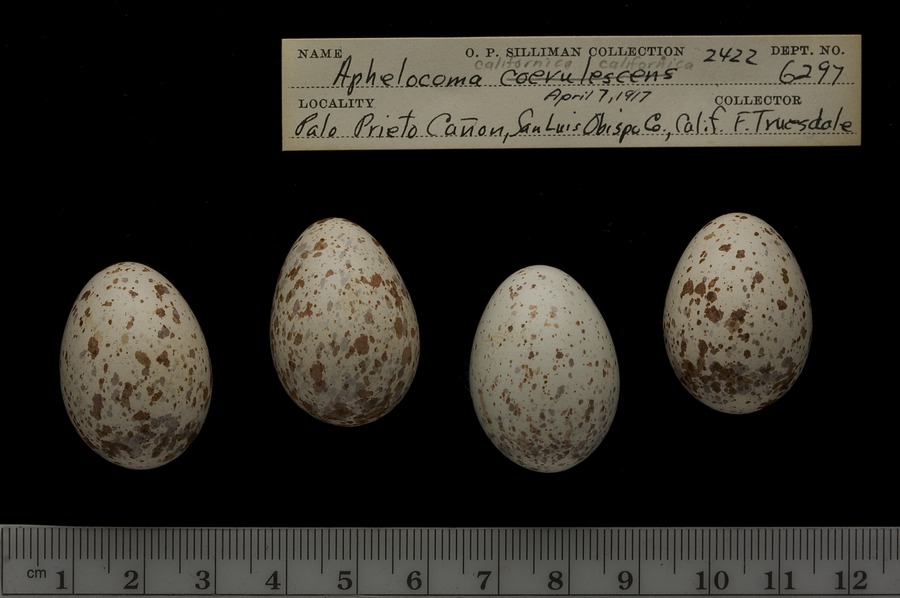 NAME O. P. SILLIMAN COLLECTION 2422 DEPT. NO.
californica californica
Aphelocoma coerulescens 6297
April 7, 1917
LOCALITY COLLECTOR
Palo Prieto Cañon, San Luis Obispo Co., Calif. F. Truesdale
cm 1 2 3 4 5 6 7 8 9 10 11 12